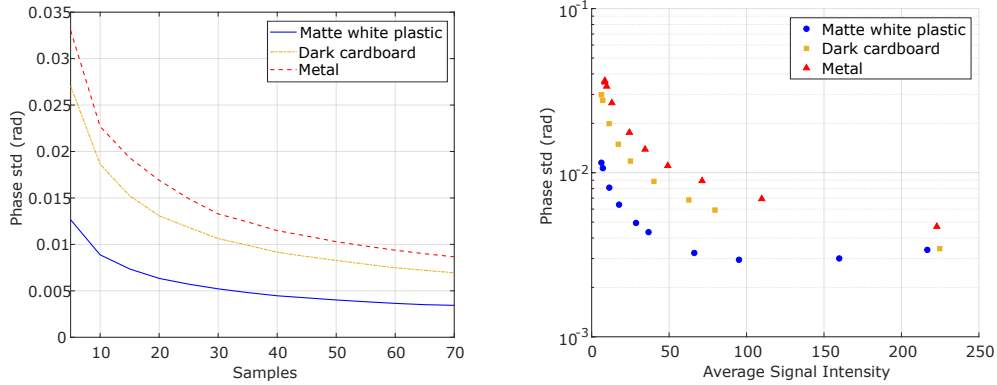 0.035
0.03
0.025
0.02
0.015
0.01
0.005
0
Phase std (rad)
Matte white plastic
Dark cardboard
Metal
10 20 30 40 50 60 70
Samples
10^-1
10^-2
10^-3
Phase std (rad)
Matte white plastic
Dark cardboard
Metal
0 50 100 150 200 250
Average Signal Intensity